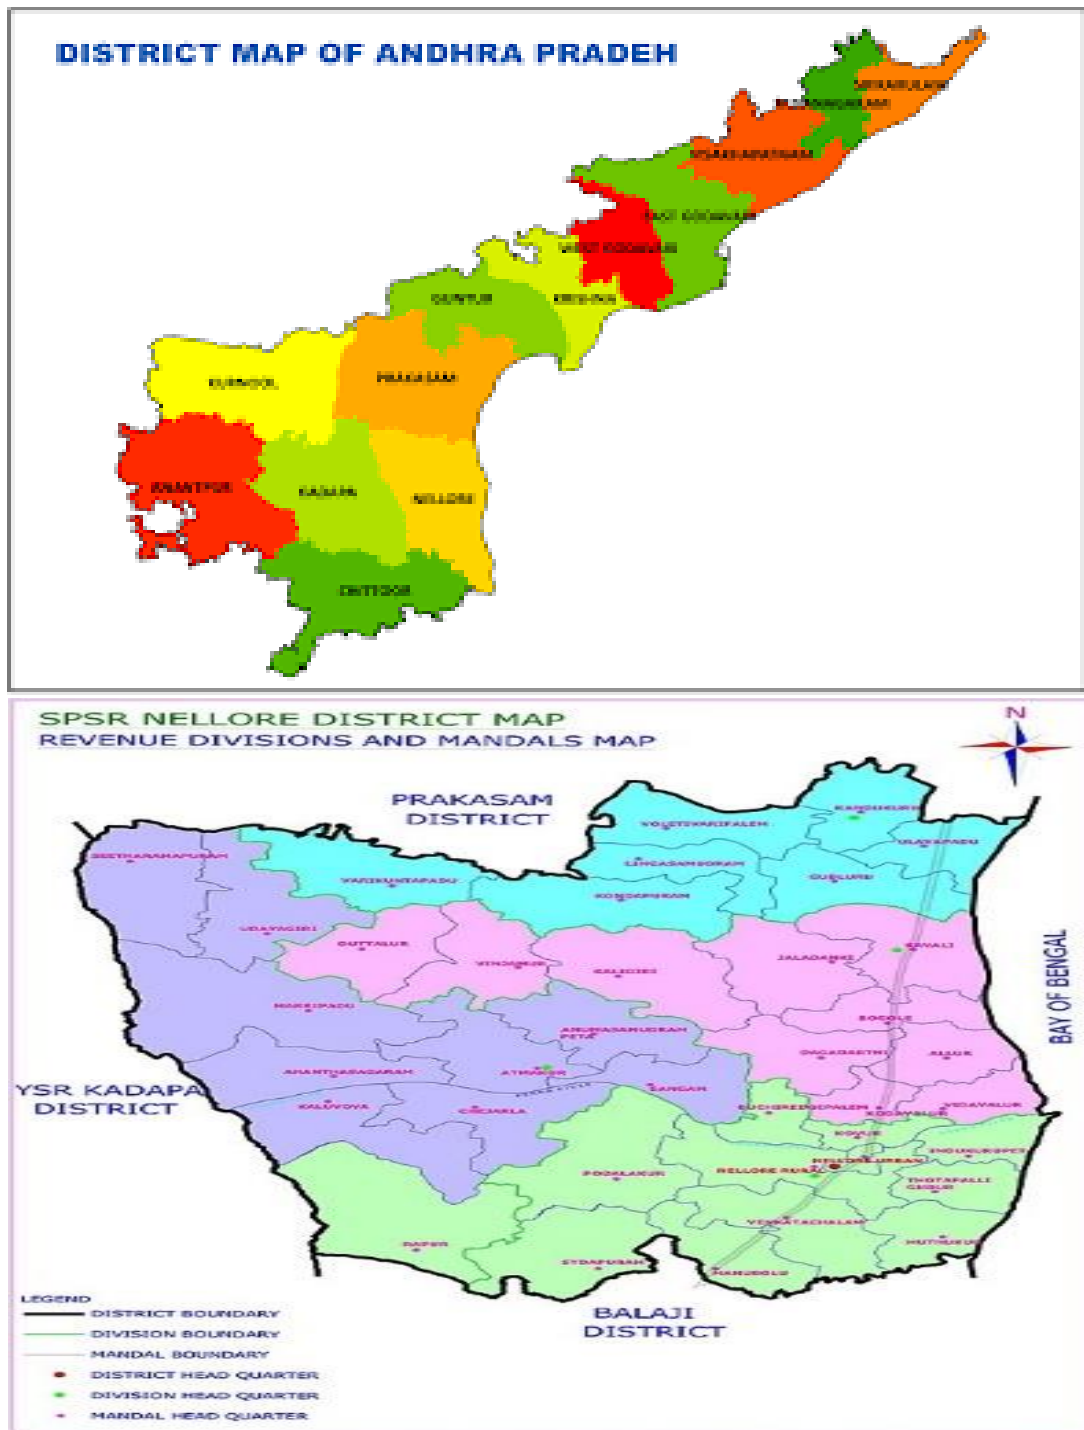 DISTRICT MAP OF ANDHRA PRADEH
SRIKAKULAM
VIZIANAGARAM
VISAKHAPATNAM
EAST GODAVARI
WEST GODAVARI
GUNTUR
KRISHNA
KURNOOL
PRAKASAM
ANANTPUR
KADAPA
NELLORE
CHITTOOR
SPSR NELLORE DISTRICT MAP
REVENUE DIVISIONS AND MANDALS MAP
N
PRAKASAM
DISTRICT
KANDUKURU
VOLETIVARIPALEM
ULAVAPADU
SEETHARAMAPURAM
LINGASAMUDRAM
GUDLURU
VARIKUNTAPADU
KONDAPURAM
UDAYAGIRI
DUTTALUR
VINJAMUR
KALIGIRI
JALADANKI
KAVALI
BAY OF BENGAL
MARRIPADU
BOGOLE
ANUMASAMUDRAM
PETA
DAGADARTHI
ALLUR
YSR KADAPA
DISTRICT
ANANTHASAGARAM
ATMAKUR
SANGAM
KALUVOYA
CHEJARLA
BUCHIREDDIPALEM
KODAVALUR
VIDAVALUR
KOVUR
INDUKURUPET
NELLORE URBAN
NELLORE RURAL
PODALAKUR
THOTAPALLI
GUDUR
VENKATACHALAM
MUTHUKUR
RAPUR
SYDAPURAM
MANUBOLU
BALAJI
DISTRICT
LEGEND
DISTRICT BOUNDARY
DIVISION BOUNDARY
MANDAL BOUNDARY
DISTRICT HEAD QUARTER
DIVISION HEAD QUARTER
MANDAL HEAD QUARTER